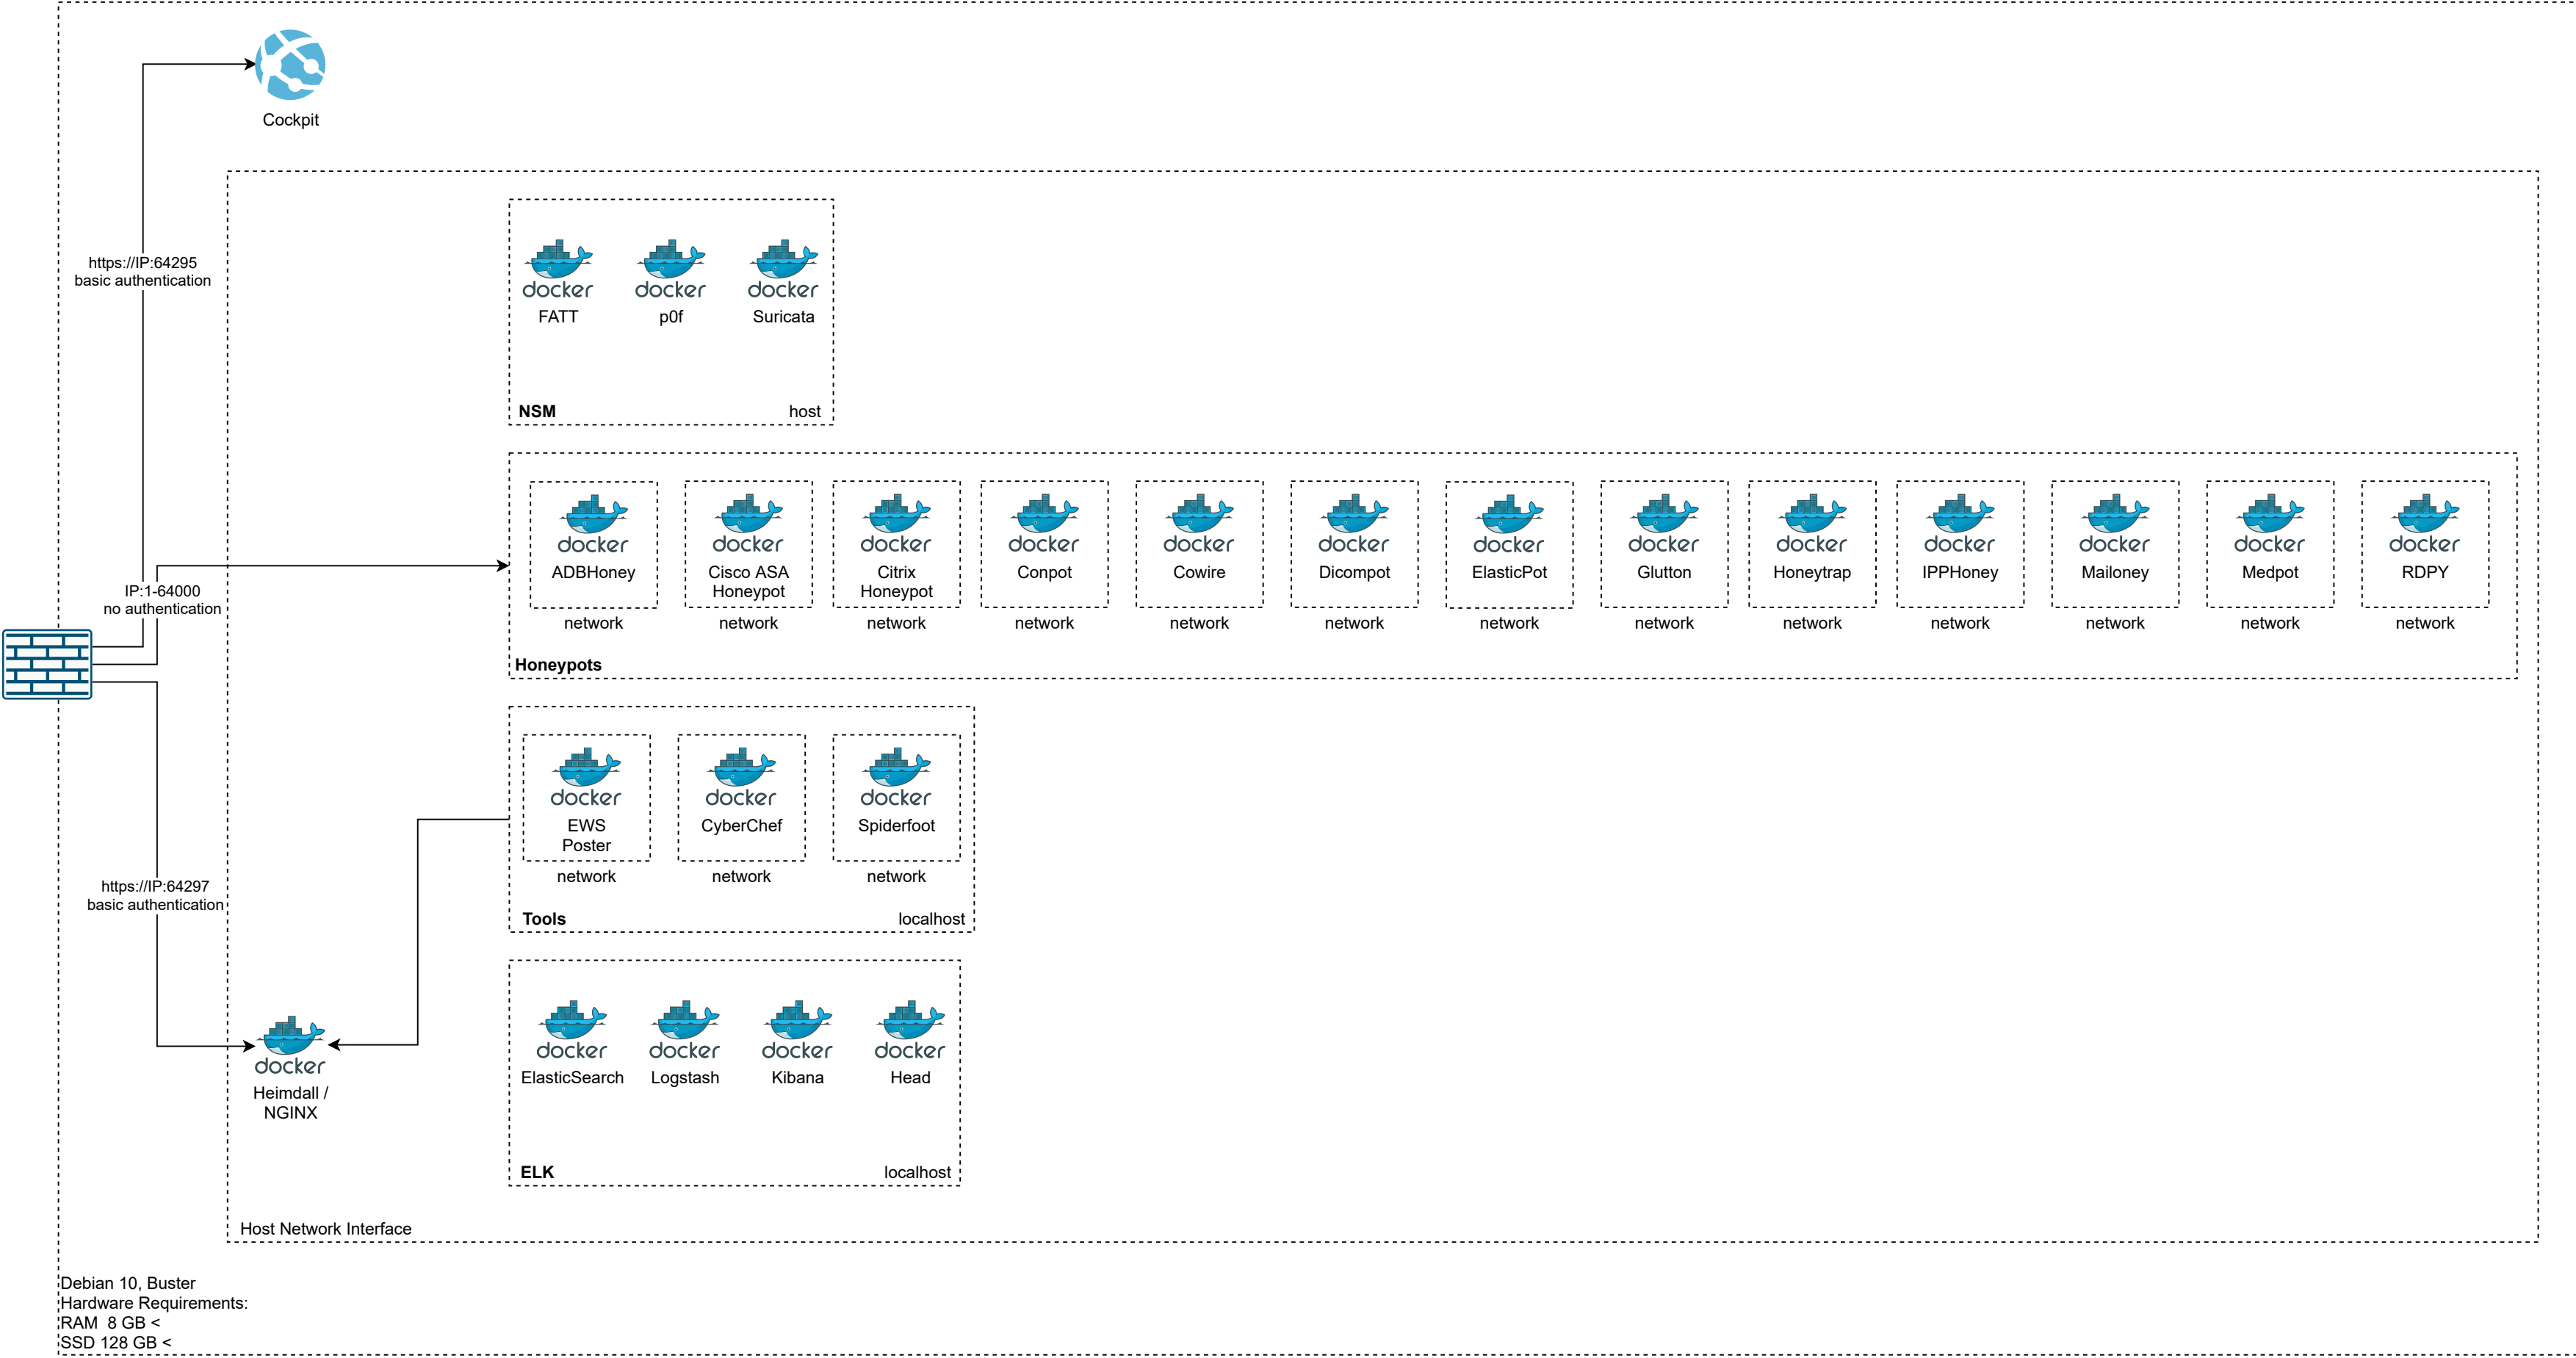 Cockpit
https://IP:64295
basic authentication
docker
FATT
docker
p0f
docker
Suricata
NSM
host
IP:1-64000
no authentication
docker
ADBHoney
network
docker
Cisco ASA
Honeypot
network
docker
Citrix
Honeypot
network
docker
Conpot
network
docker
Cowire
network
docker
Dicompot
network
docker
ElasticPot
network
docker
Glutton
network
docker
Honeytrap
network
docker
IPPHoney
network
docker
Mailoney
network
docker
Medpot
network
docker
RDPY
network
Honeypots
docker
EWS
Poster
network
docker
CyberChef
network
docker
Spiderfoot
network
Tools
localhost
https://IP:64297
basic authentication
docker
Heimdall /
NGINX
docker
ElasticSearch
docker
Logstash
docker
Kibana
docker
Head
ELK
localhost
Host Network Interface
Debian 10, Buster
Hardware Requirements:
RAM  8 GB <
SSD 128 GB <